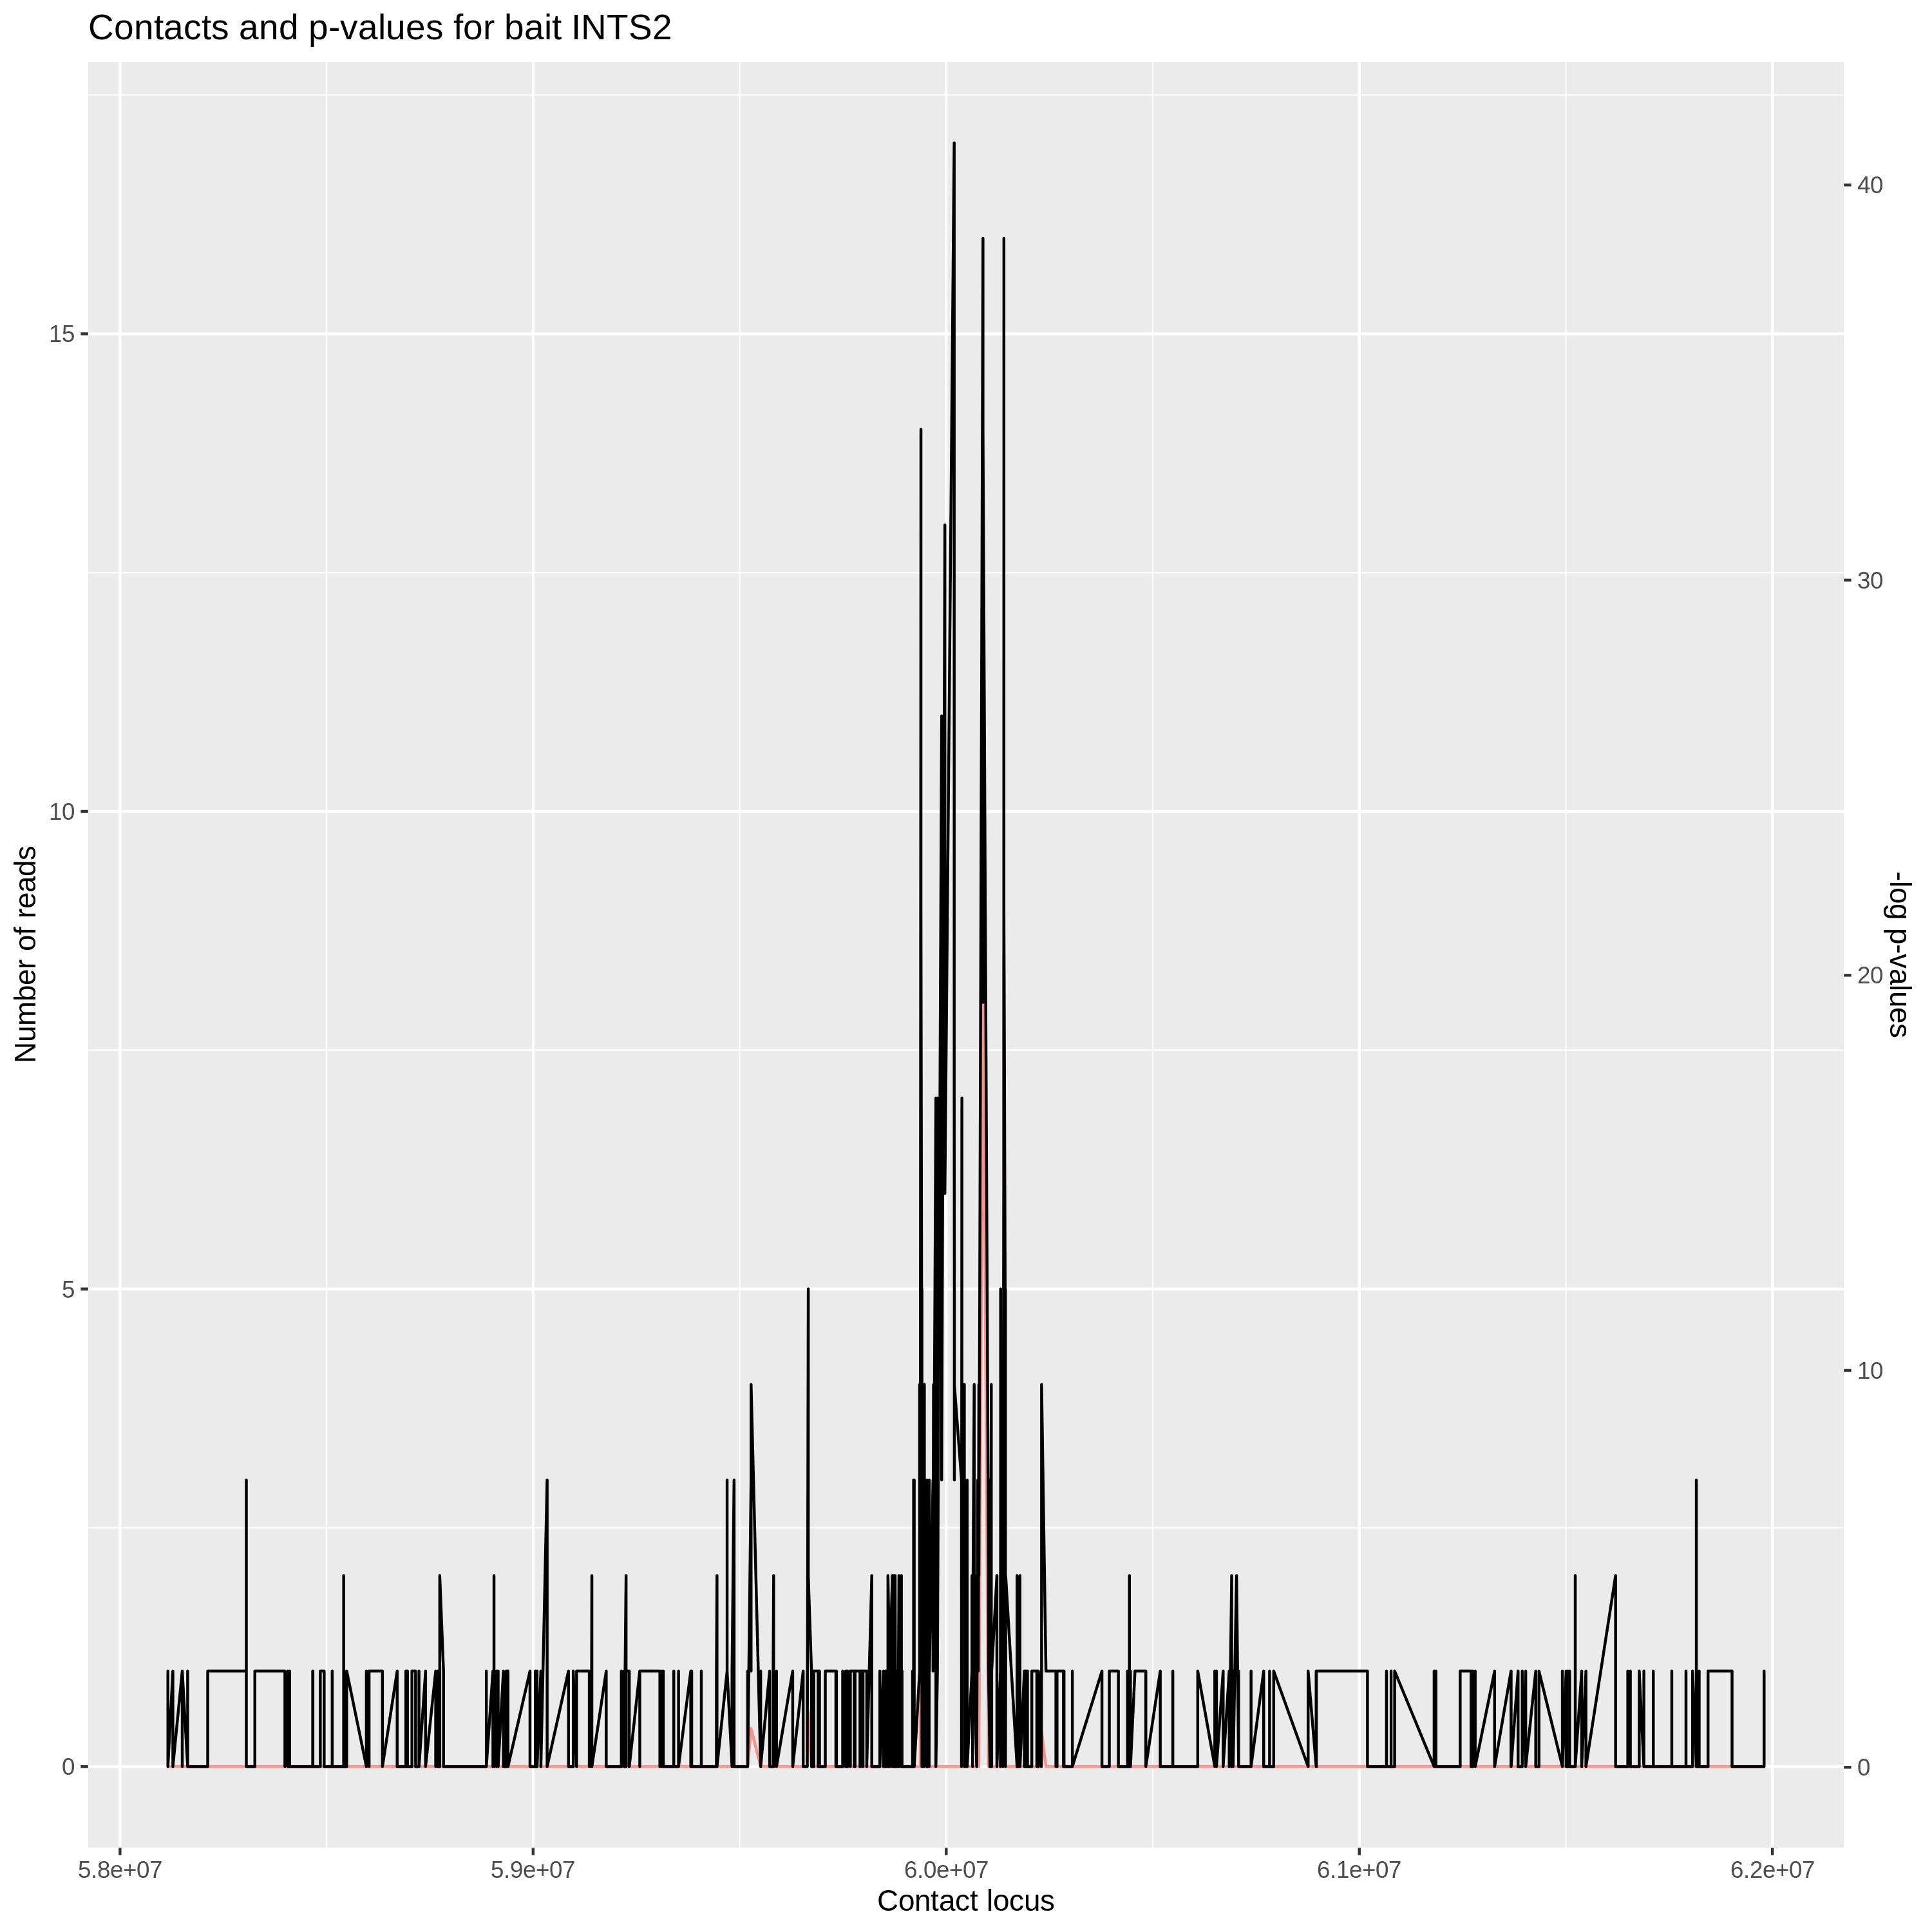 Contacts and p-values for bait INTS2
Number of reads
15
10
5
0
40
30
20
10
0
-log p-values
5.8e+07
5.9e+07
6.0e+07
6.1e+07
6.2e+07
Contact locus